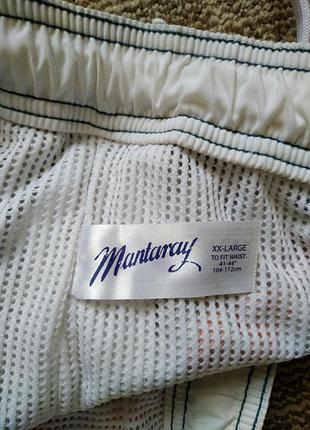 Mantaray
XX-LARGE
TO FIT WAIST
41-44"
104-112cm